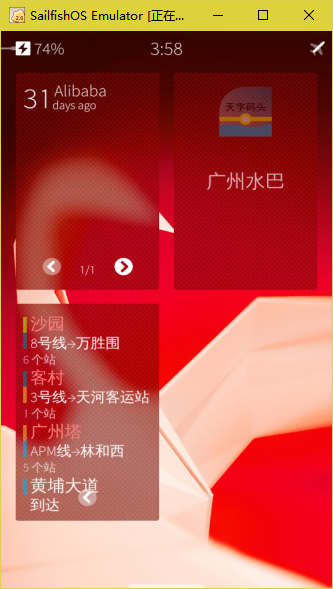 SailfishOS Emulator [正在...
74%
3:58
31 Alibaba
days ago
1/1
天字码头
广州水巴
沙园
8号线→万胜围
6 个站
客村
3号线→天河客运站
1 个站
广州塔
APM线→林和西
5 个站
黄埔大道
到达